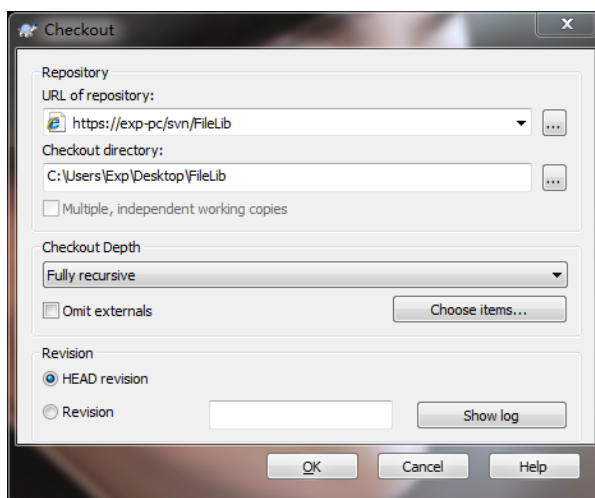 Checkout
x
Repository
URL of repository:
https://exp-pc/svn/FileLib
...
Checkout directory:
C:\Users\Exp\Desktop\FileLib
...
Multiple, independent working copies
Checkout Depth
Fully recursive
Omit externals
Choose items...
Revision
HEAD revision
Revision
Show log
OK Cancel Help